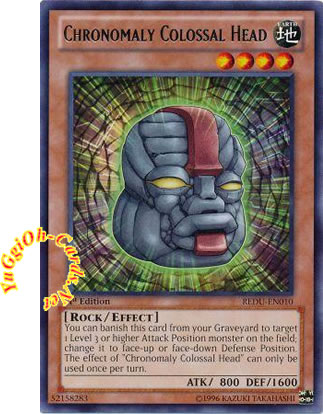 CHRONOMALY COLOSSAL HEAD
EARTH
地
YuGgiOh-Cards.Net
1st Edition
REDU-EN010
[ROCK/EFFECT]
You can banish this card from your Graveyard to target
1 Level 3 or higher Attack Position monster on the field;
change it to face-up or face-down Defense Position.
The effect of "Chronomaly Colossal Head" can only be
used once per turn.
ATK/ 800 DEF/1600
52158283
©1996 KAZUKI TAKAHASHI